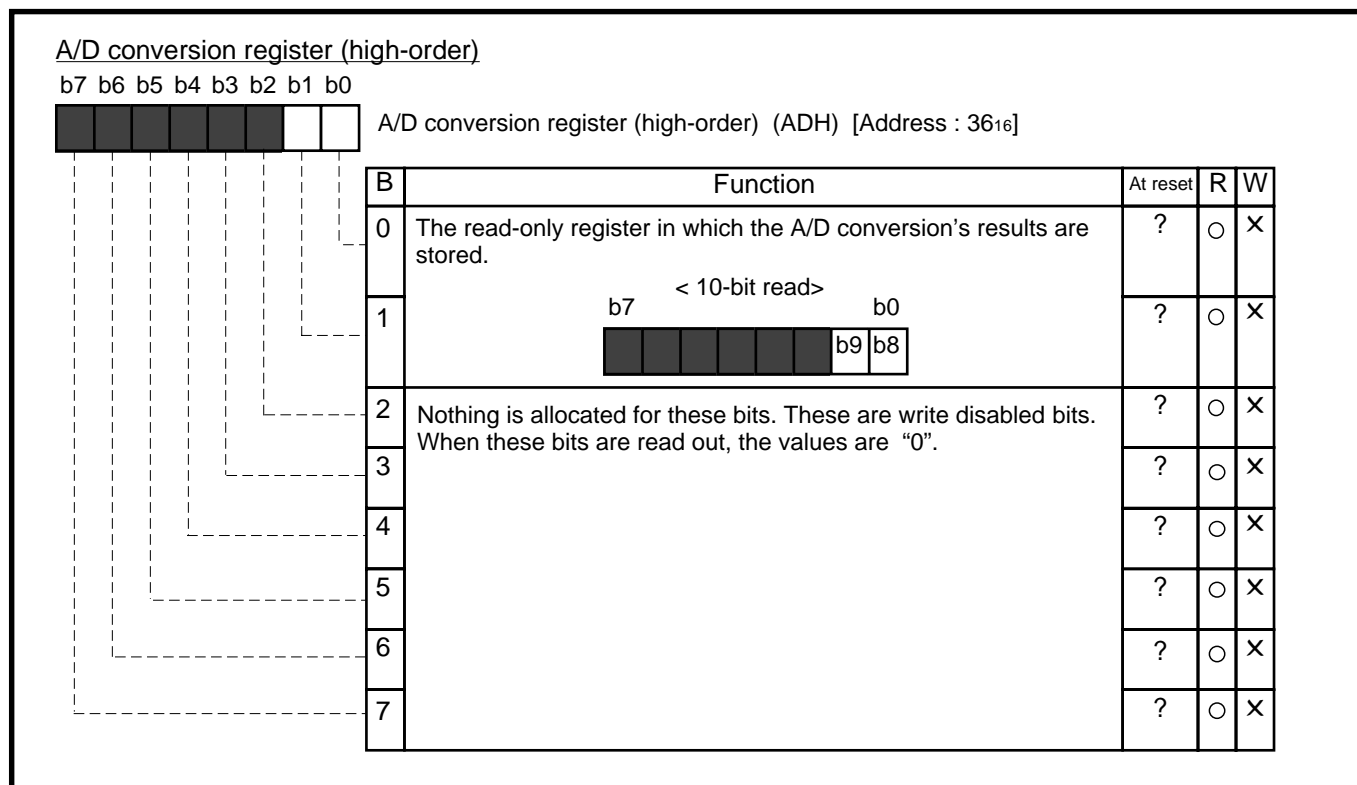 A/D conversion register (high-order)
b7 b6 b5 b4 b3 b2 b1 b0
A/D conversion register (high-order) (ADH) [Address : 3616]
B Function At reset R W
0 The read-only register in which the A/D conversion’s results are ? ○ ×
stored.
< 10-bit read>
b7 b0
1 ? ○ ×
b9 b8
2 Nothing is allocated for these bits. These are write disabled bits. ? ○ ×
When these bits are read out, the values are “0”.
3 ? ○ ×
4 ? ○ ×
5 ? ○ ×
6 ? ○ ×
7 ? ○ ×